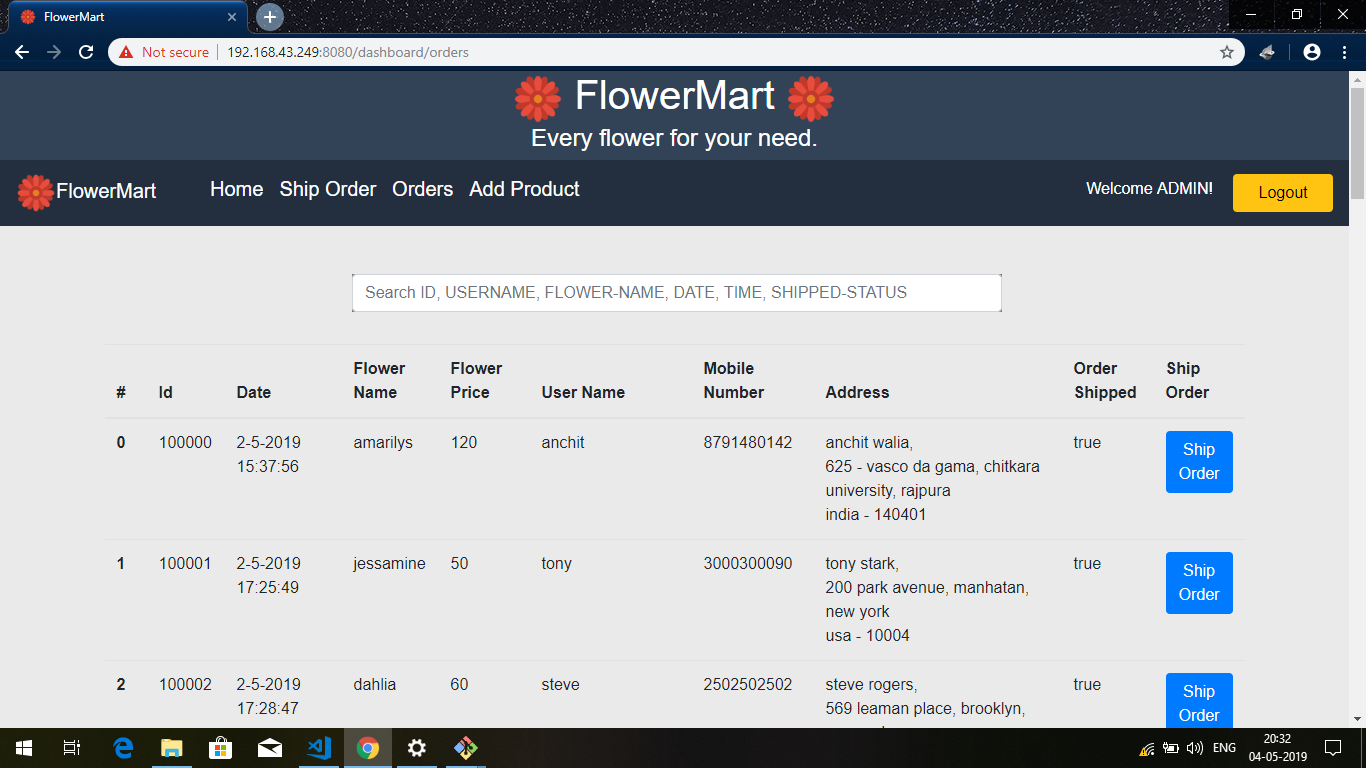 FlowerMart
Not secure
192.168.43.249:8080/dashboard/orders
FlowerMart
Every flower for your need.
FlowerMart Home Ship Order Orders Add Product Welcome ADMIN! Logout
Search ID, USERNAME, FLOWER-NAME, DATE, TIME, SHIPPED-STATUS
Flower Flower Mobile Order Ship
# Id Date Name Price User Name Number Address Shipped Order
0 100000 2-5-2019 amarilys 120 anchit 8791480142 anchit walia, true Ship
15:37:56 625 - vasco da gama, chitkara Order
university, rajpura
india - 140401
1 100001 2-5-2019 jessamine 50 tony 3000300090 tony stark, true Ship
17:25:49 200 park avenue, manhatan, Order
new york
usa - 10004
2 100002 2-5-2019 dahlia 60 steve 2502502502 steve rogers, true Ship
17:28:47 569 leaman place, brooklyn, Order
ENG 20:32
04-05-2019